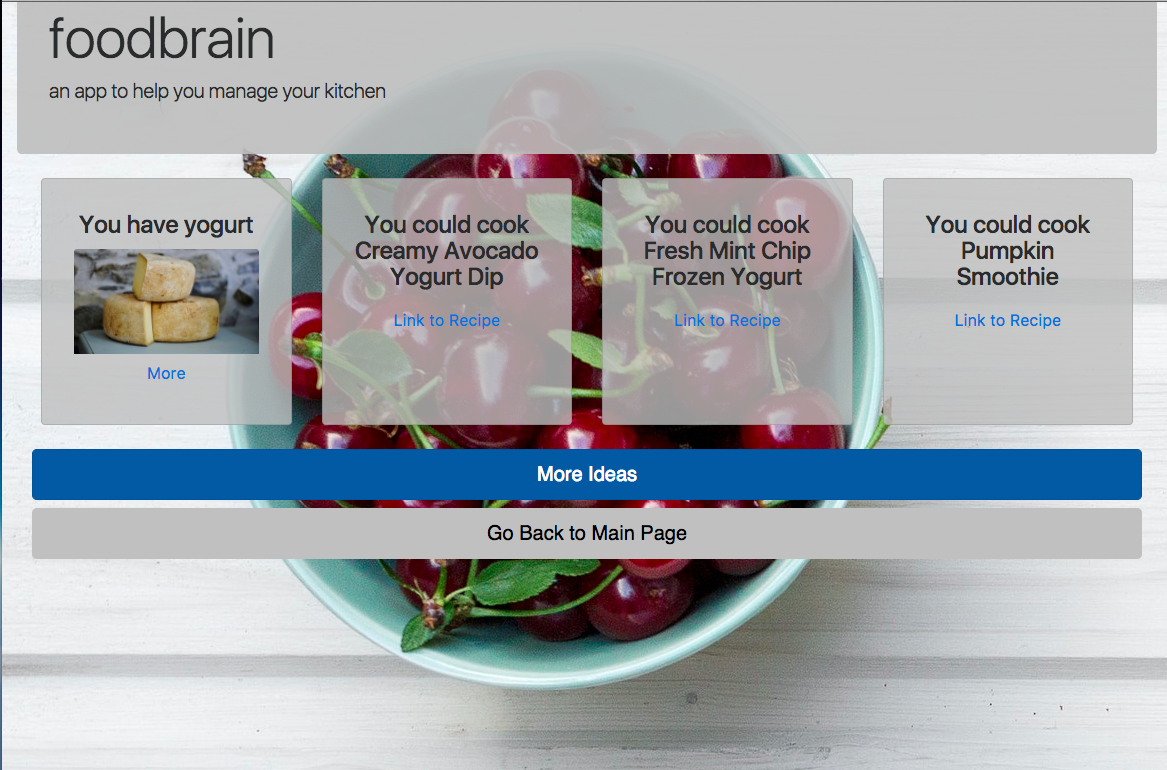 foodbrain
an app to help you manage your kitchen
You have yogurt
More
You could cook
Creamy Avocado
Yogurt Dip
Link to Recipe
You could cook
Fresh Mint Chip
Frozen Yogurt
Link to Recipe
You could cook
Pumpkin
Smoothie
Link to Recipe
More Ideas
Go Back to Main Page